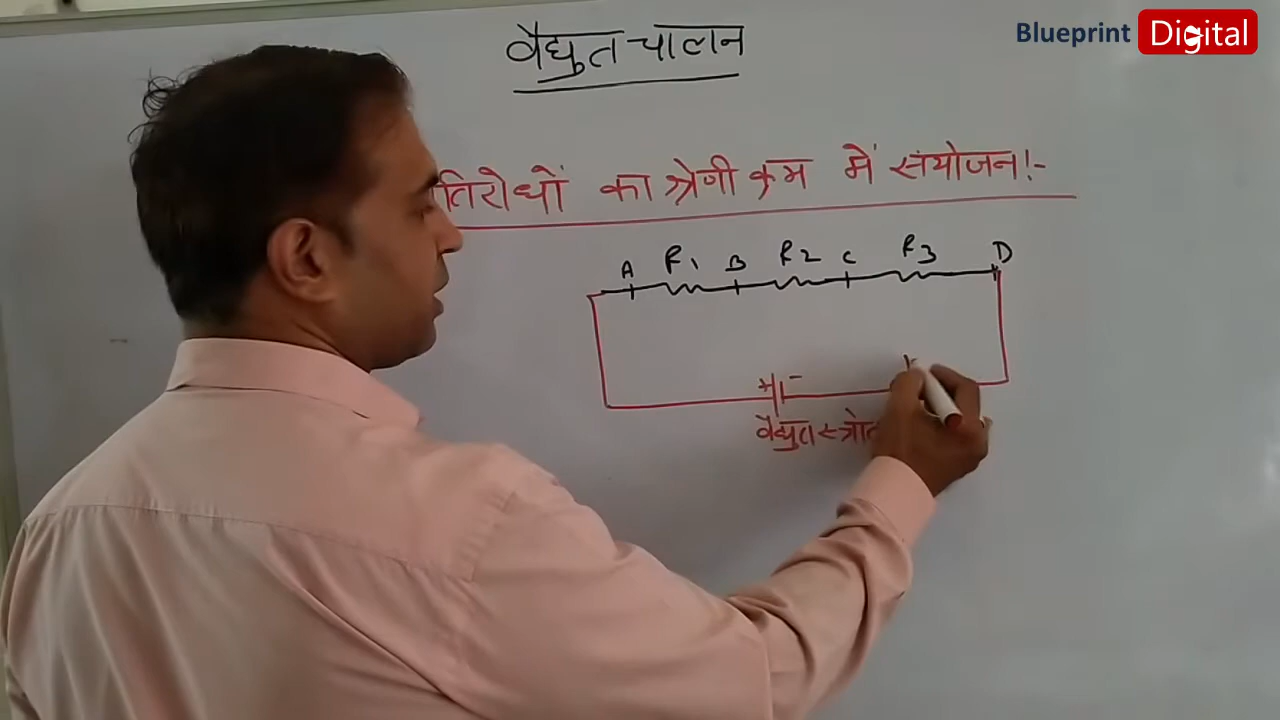 Blueprint Digital
वैद्युत चालन
तिरोधों का श्रेणी क्रम में संयोजन!-
A R1 B R2 C R3 D
+ -